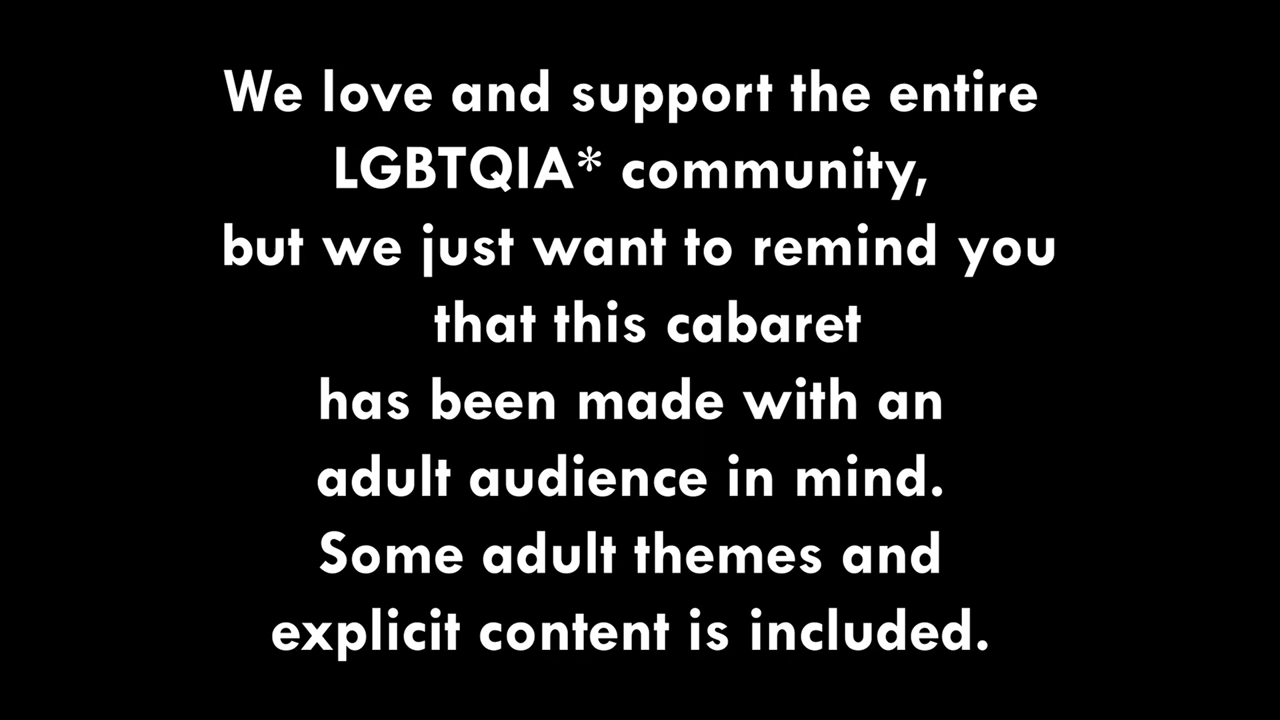 We love and support the entire
LGBTQIA* community,
but we just want to remind you
that this cabaret
has been made with an
adult audience in mind.
Some adult themes and
explicit content is included.